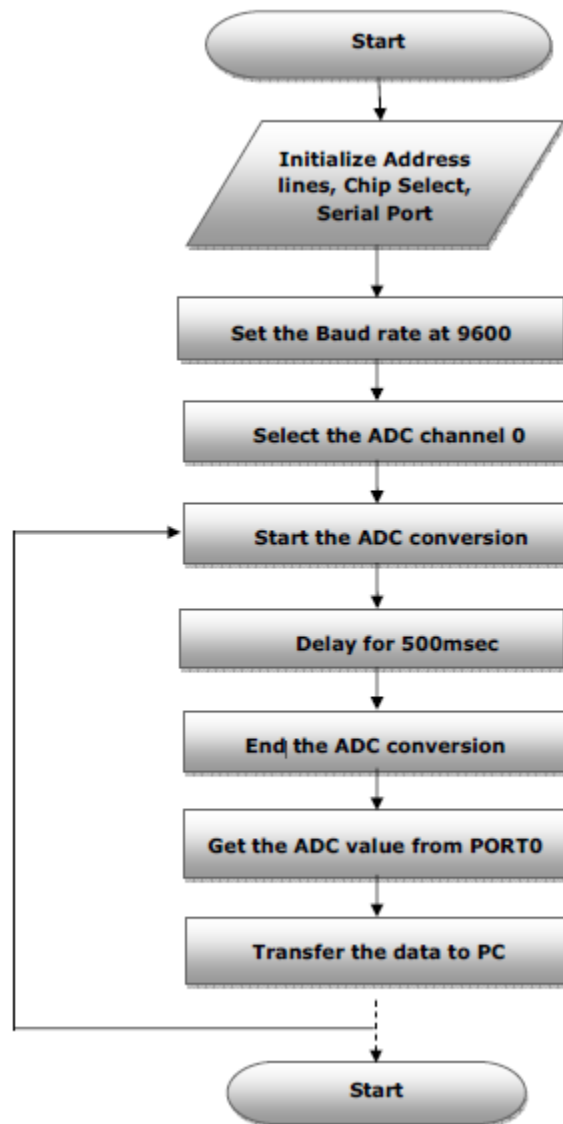 Start
Initialize Address
lines, Chip Select,
Serial Port
Set the Baud rate at 9600
Select the ADC channel 0
Start the ADC conversion
Delay for 500msec
End the ADC conversion
Get the ADC value from PORT0
Transfer the data to PC
Start